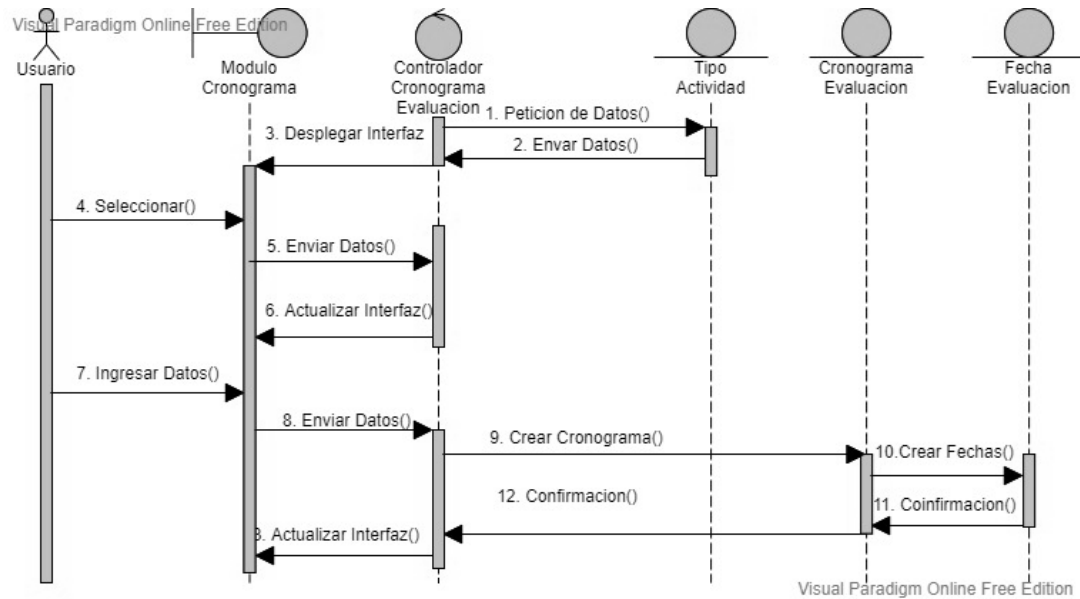 Visual Paradigm Online Free Edition
Usuario
Modulo
Cronograma
Controlador
Cronograma
Evaluacion
Tipo
Actividad
Cronograma
Evaluacion
Fecha
Evaluacion
1. Peticion de Datos()
2. Envar Datos()
3. Desplegar Interfaz
4. Seleccionar()
5. Enviar Datos()
6. Actualizar Interfaz()
7. Ingresar Datos()
8. Enviar Datos()
9. Crear Cronograma()
10.Crear Fechas()
11. Coinfirmacion()
12. Confirmacion()
3. Actualizar Interfaz()
Visual Paradigm Online Free Edition